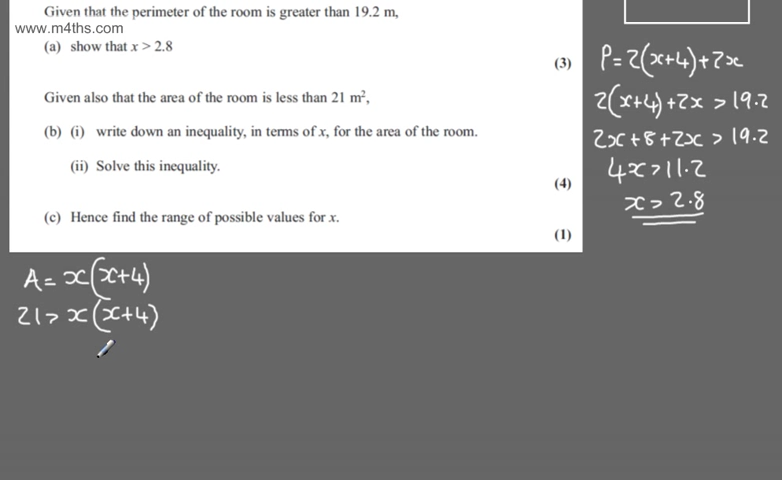 Given that the perimeter of the room is greater than 19.2 m,
www.m4ths.com
(a) show that x > 2.8
(3)
Given also that the area of the room is less than 21 m²,
(b) (i) write down an inequality, in terms of x, for the area of the room.
(ii) Solve this inequality.
(4)
(c) Hence find the range of possible values for x.
(1)
P = 2(x+4)+2x
2(x+4)+2x > 19.2
2x+8+2x > 19.2
4x > 11.2
x > 2.8
A = x(x+4)
21 > x(x+4)